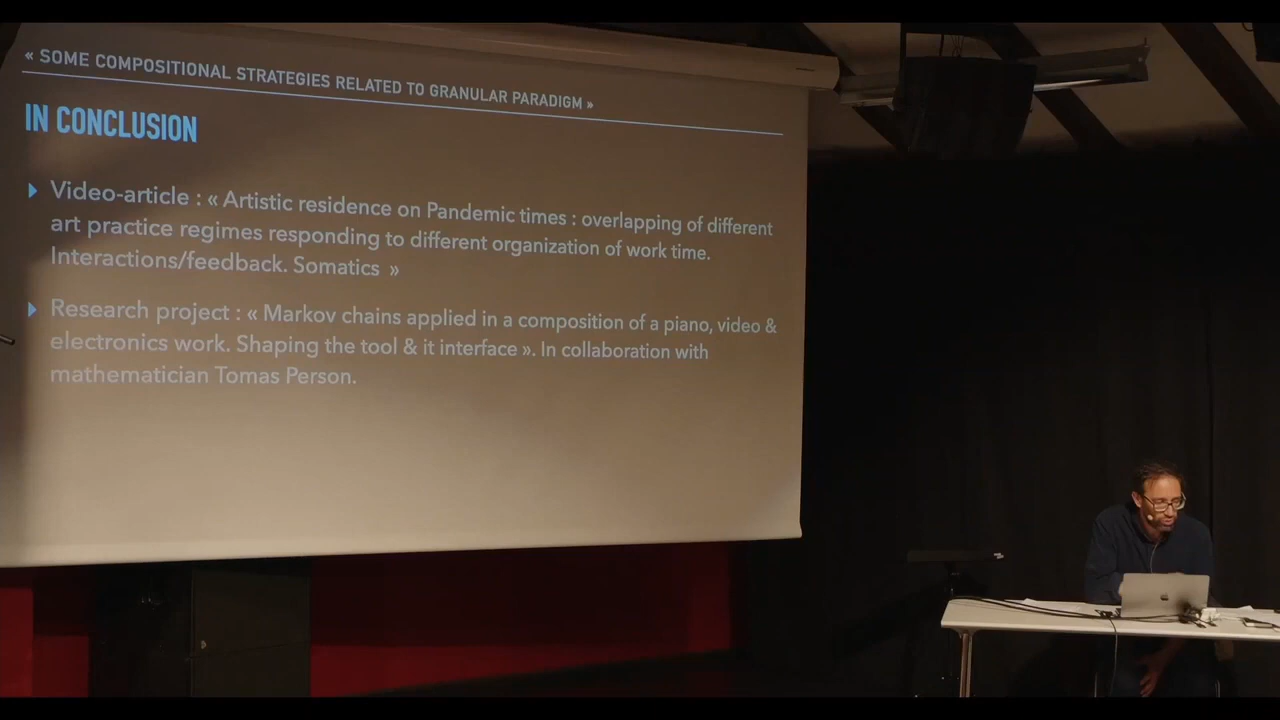 « SOME COMPOSITIONAL STRATEGIES RELATED TO GRANULAR PARADIGM »
IN CONCLUSION
Video-article : « Artistic residence on Pandemic times : overlapping of different
art practice regimes responding to different organization of work time.
Interactions/feedback. Somatics »
Research project : « Markov chains applied in a composition of a piano, video &
electronics work. Shaping the tool & it interface ». In collaboration with
mathematician Tomas Person.